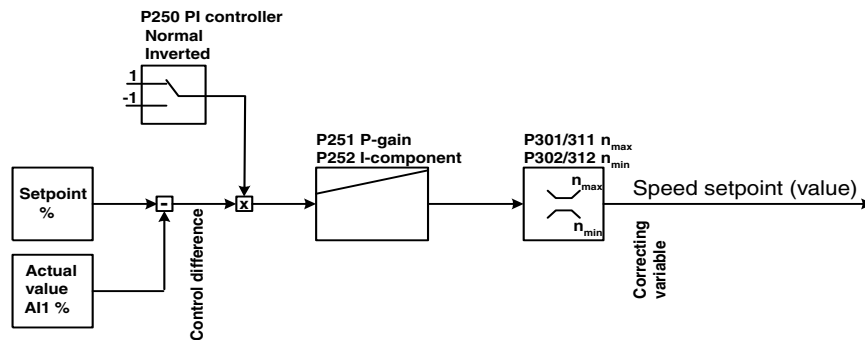 P250 PI controller
Normal
Inverted
1
-1
P251 P-gain
P252 I-component
P301/311 nmax
P302/312 nmin
Setpoint
%
-
x
nmax
nmin
Speed setpoint (value)
Actual
value
AI1 %
Control difference
Correcting
variable